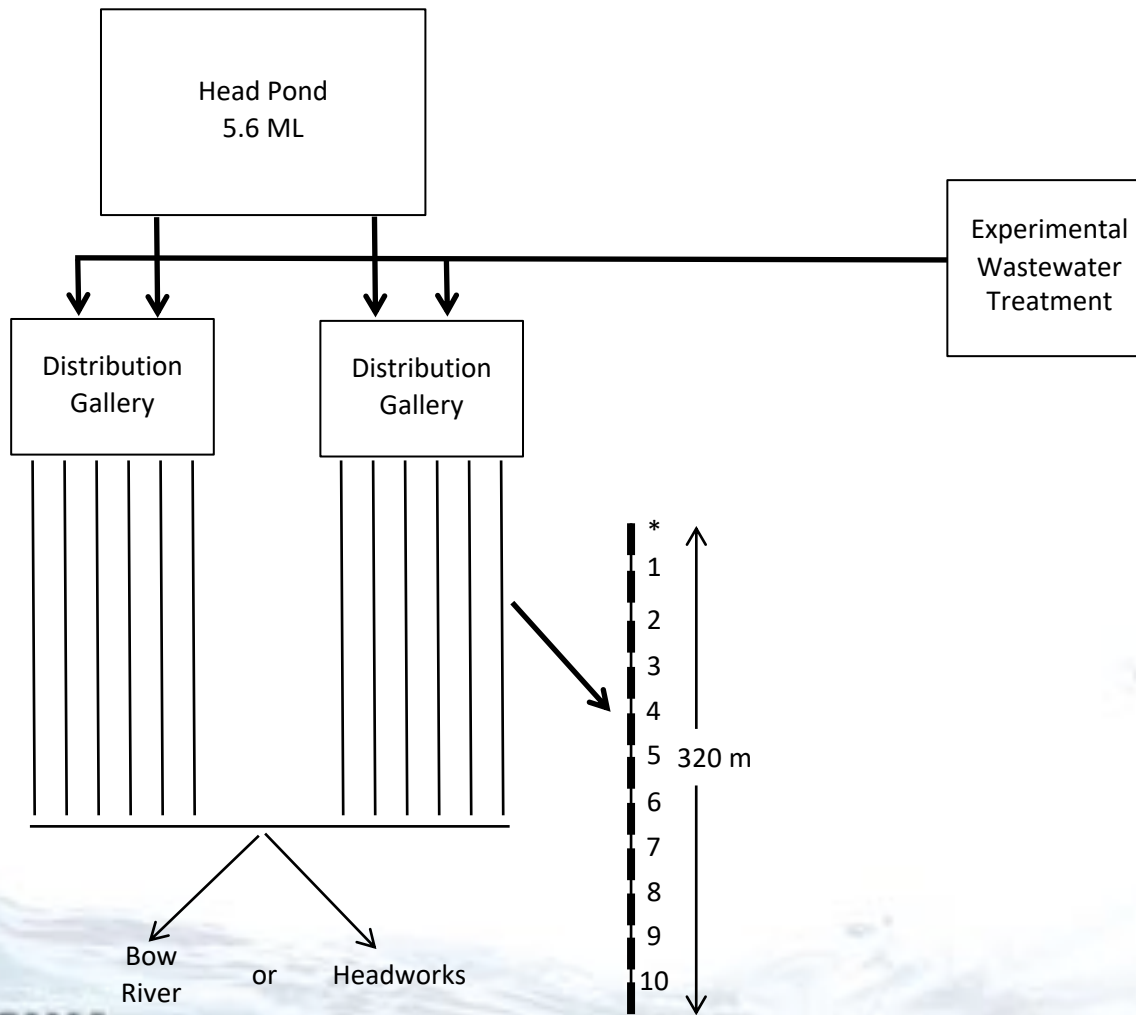 Head Pond
5.6 ML
Experimental
Wastewater
Treatment
Distribution
Gallery
Distribution
Gallery
*
1
2
3
4
5
320 m
6
7
8
9
10
Bow
River
or
Headworks